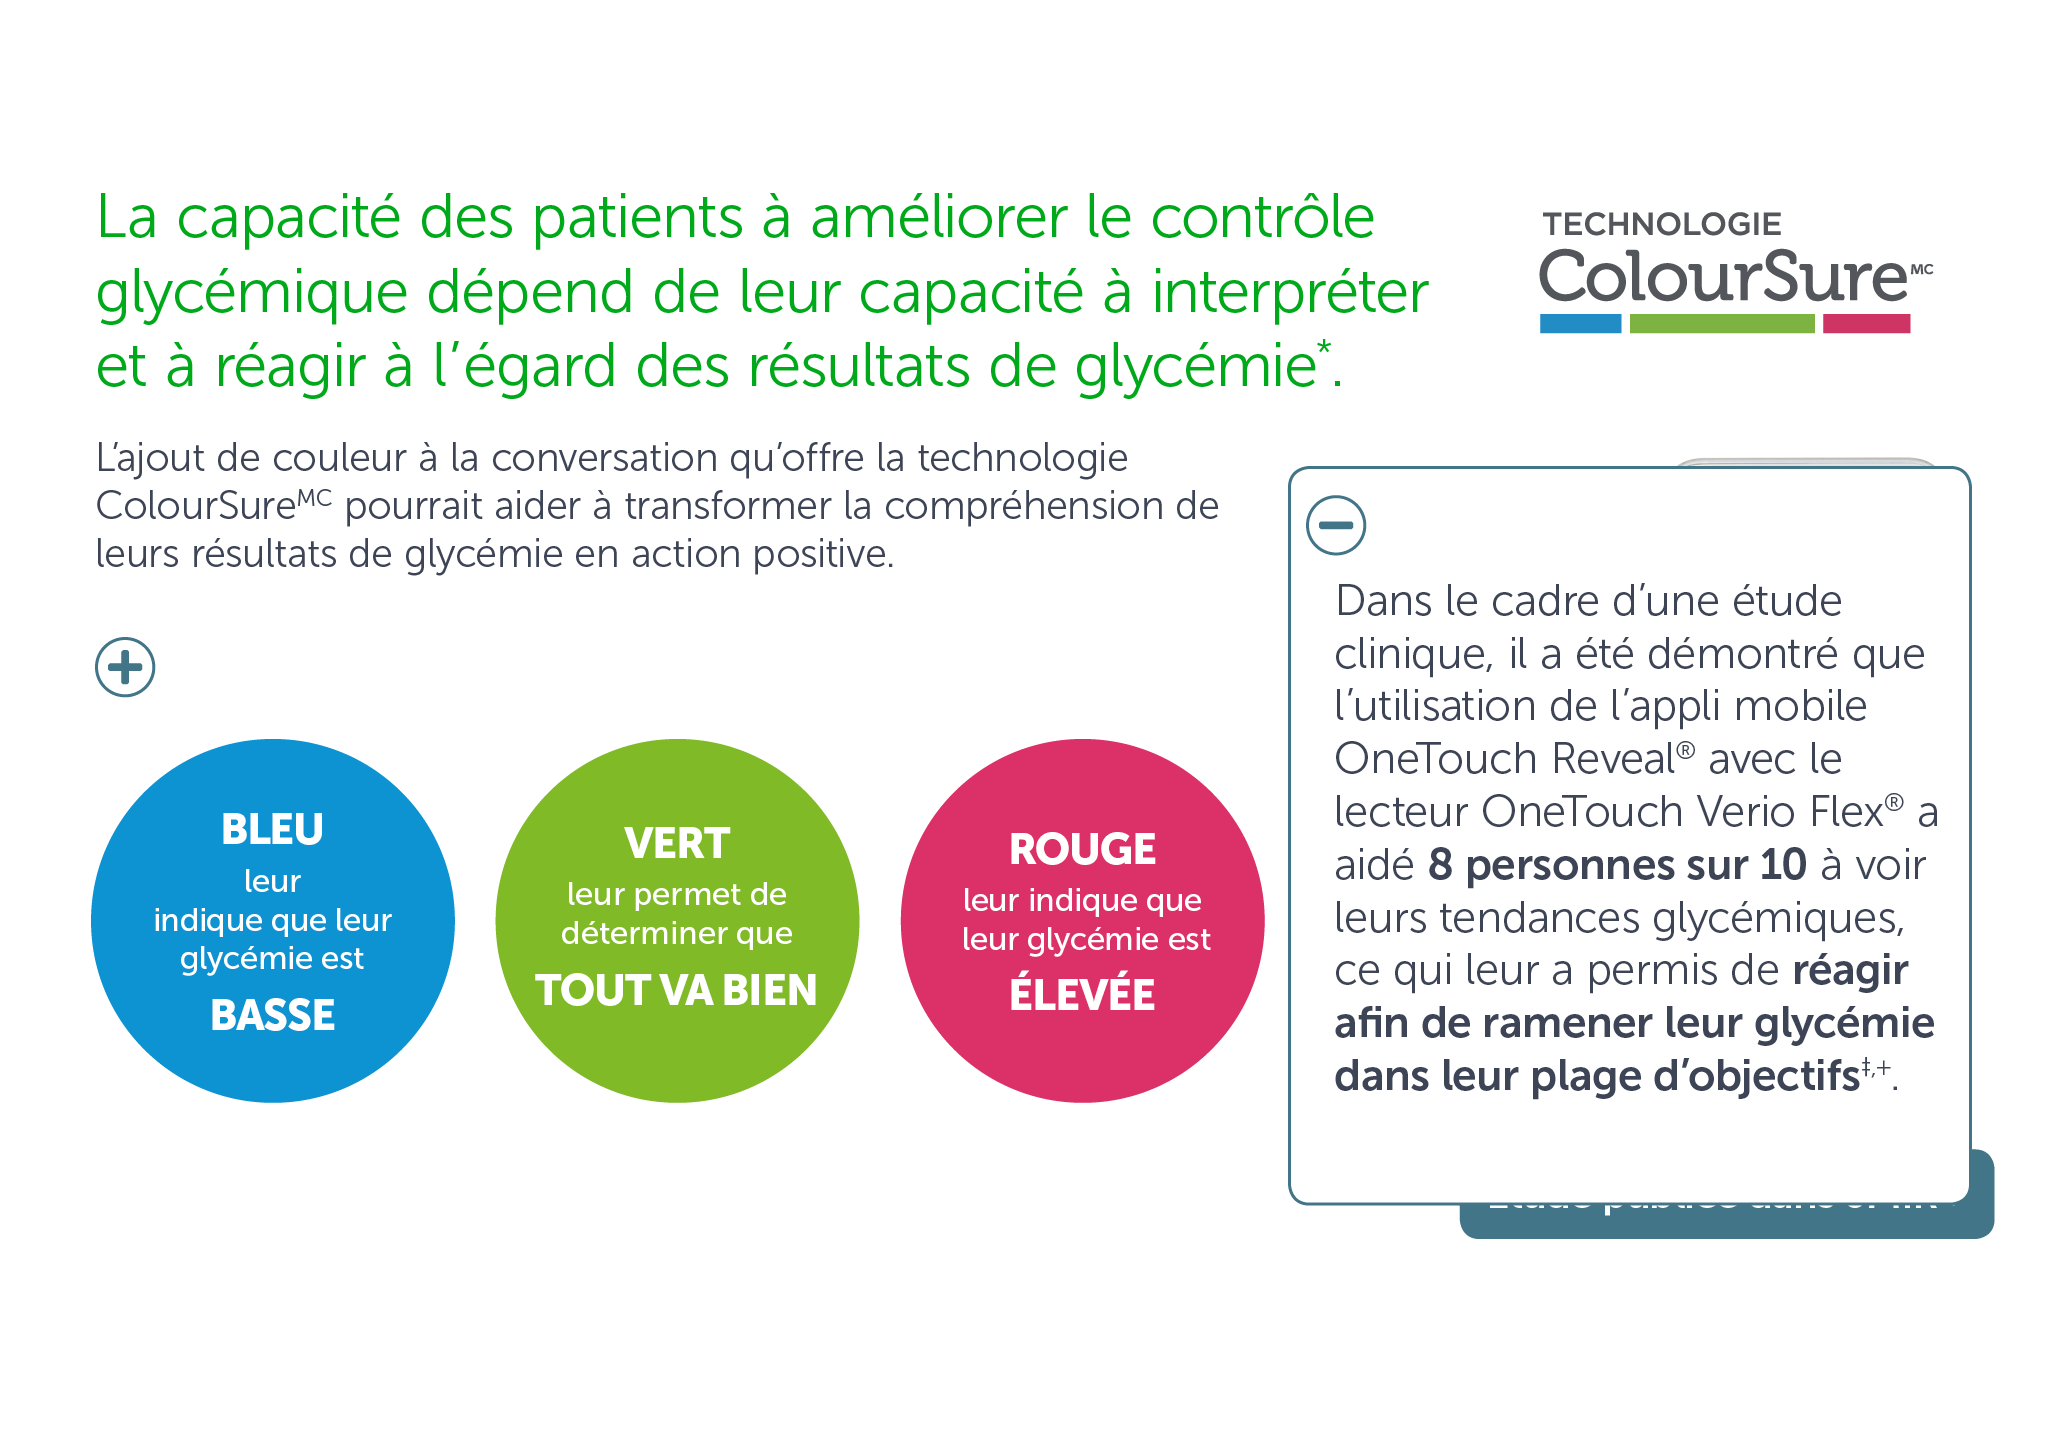 La capacité des patients à améliorer le contrôle
glycémique dépend de leur capacité à interpréter
et à réagir à l’égard des résultats de glycémie*.
TECHNOLOGIE
ColourSureMC
L’ajout de couleur à la conversation qu’offre la technologie
ColourSureMC pourrait aider à transformer la compréhension de
leurs résultats de glycémie en action positive.
BLEU
leur
indique que leur
glycémie est
BASSE
VERT
leur permet de
déterminer que
TOUT VA BIEN
ROUGE
leur indique que
leur glycémie est
ÉLEVÉE
Dans le cadre d’une étude
clinique, il a été démontré que
l’utilisation de l’appli mobile
OneTouch Reveal® avec le
lecteur OneTouch Verio Flex® a
aidé 8 personnes sur 10 à voir
leurs tendances glycémiques,
ce qui leur a permis de réagir
afin de ramener leur glycémie
dans leur plage d’objectifs‡,+.